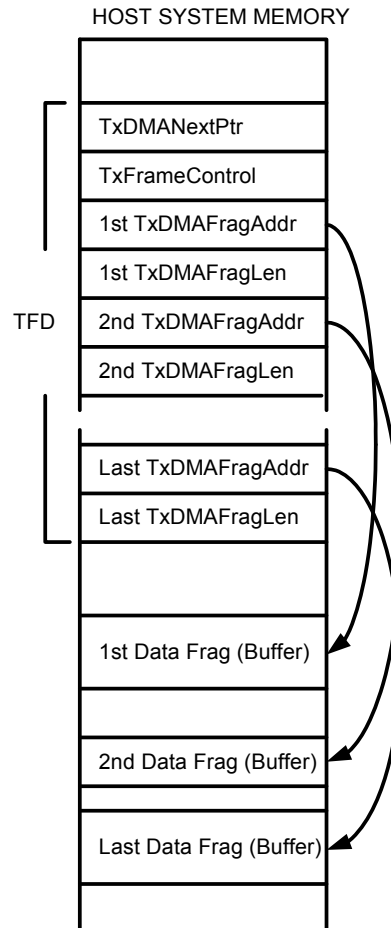 HOST SYSTEM MEMORY
TxDMANextPtr
TxFrameControl
1st TxDMAFragAddr
1st TxDMAFragLen
TFD
2nd TxDMAFragAddr
2nd TxDMAFragLen
Last TxDMAFragAddr
Last TxDMAFragLen
1st Data Frag (Buffer)
2nd Data Frag (Buffer)
Last Data Frag (Buffer)